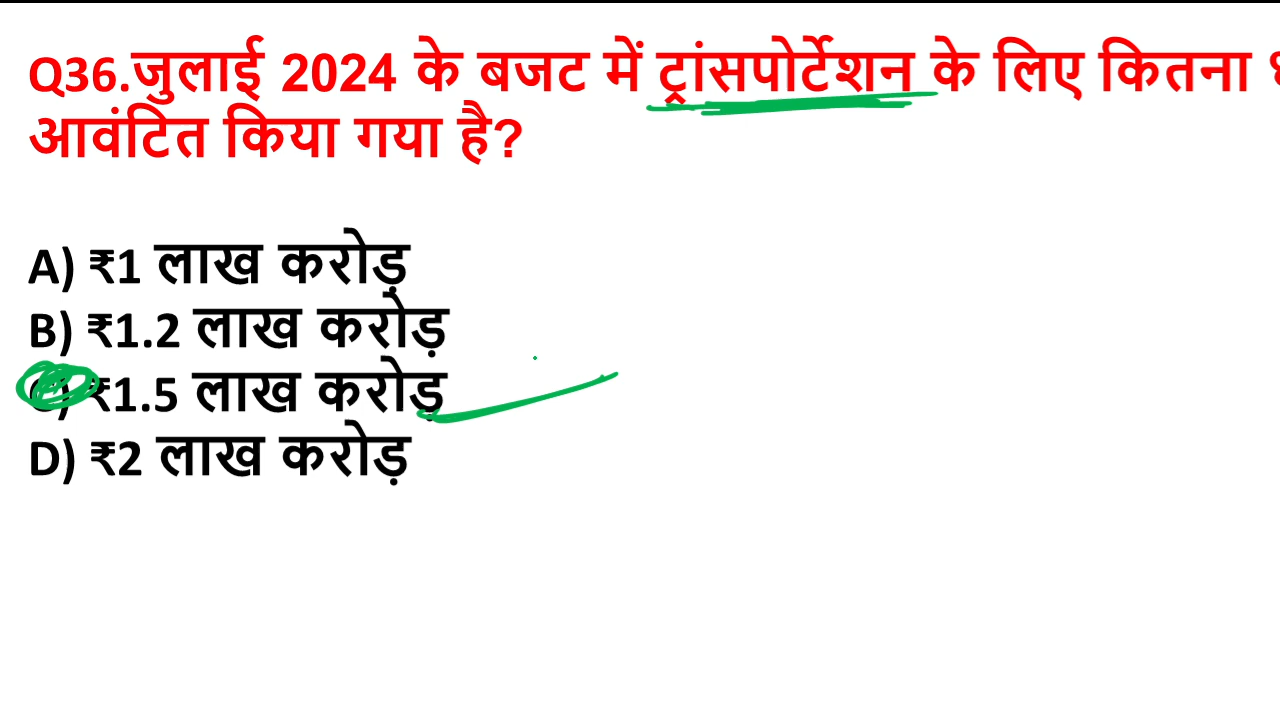 Q36.जुलाई 2024 के बजट में ट्रांसपोर्टेशन के लिए कितना
आवंटित किया गया है?
A) ₹1 लाख करोड़
B) ₹1.2 लाख करोड़
C) ₹1.5 लाख करोड़
D) ₹2 लाख करोड़